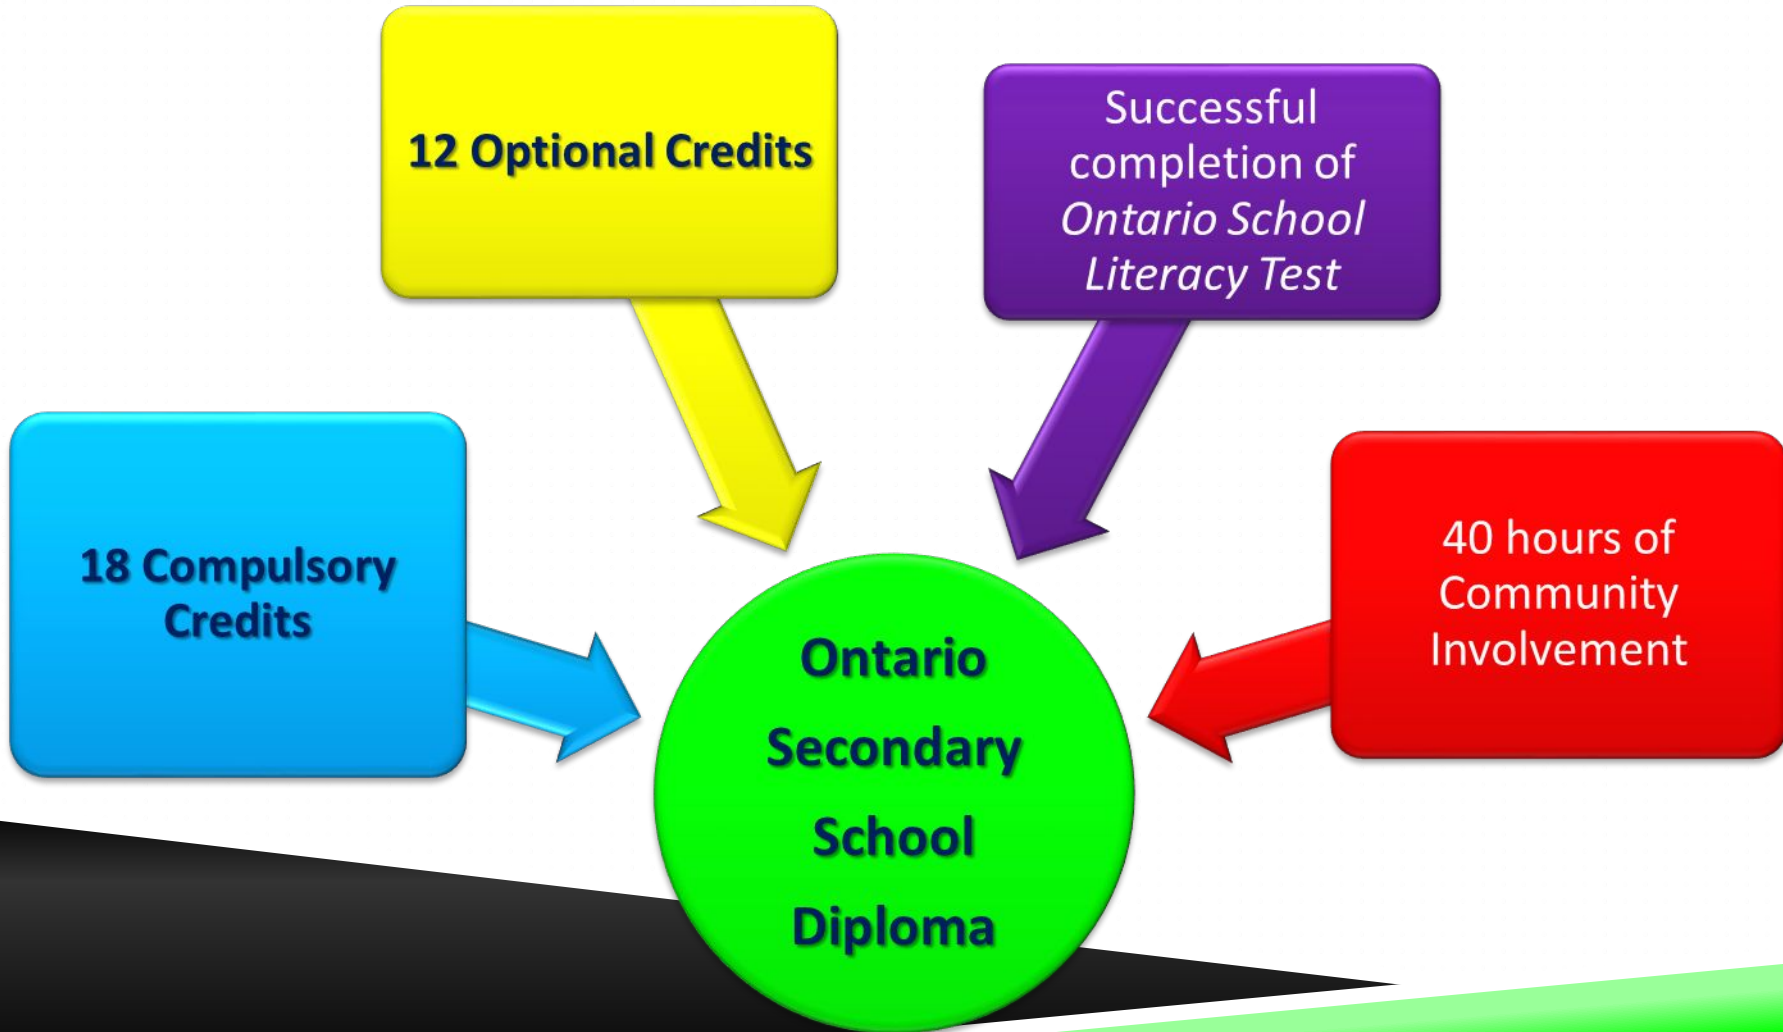 12 Optional Credits
Successful
completion of
Ontario School
Literacy Test
18 Compulsory
Credits
40 hours of
Community
Involvement
Ontario
Secondary
School
Diploma